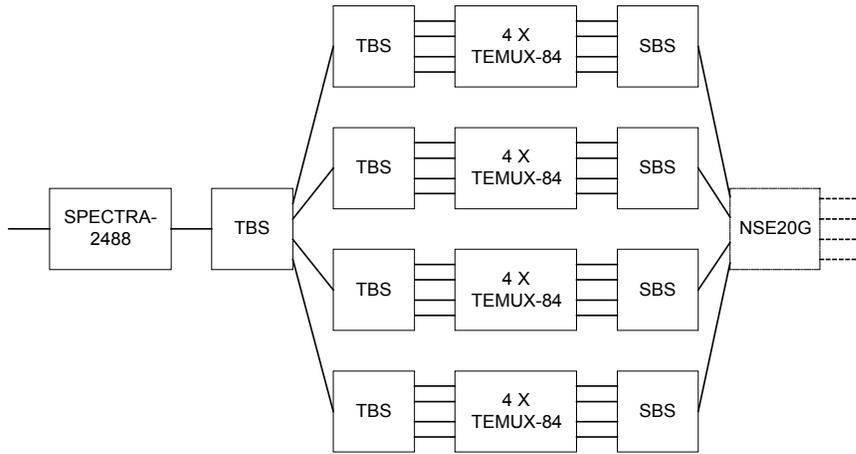 TBS
4 X
TEMUX-84
SBS
TBS
4 X
TEMUX-84
SBS
SPECTRA-
2488
TBS
NSE20G
TBS
4 X
TEMUX-84
SBS
TBS
4 X
TEMUX-84
SBS